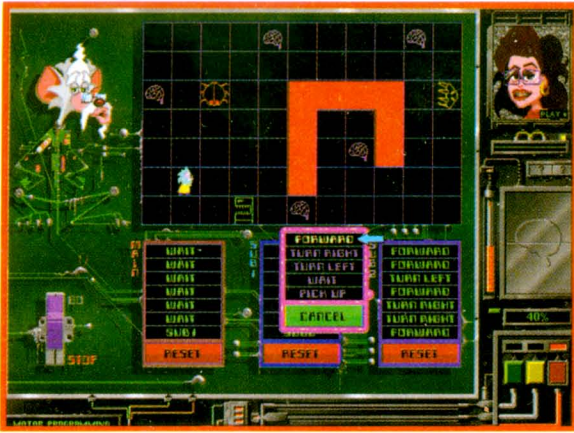 PLAY
MAIN
SUB1
SUB2
WAIT
WAIT
WAIT
WAIT
WAIT
WAIT
SUB1
RESET
FORWARD
TURN RIGHT
TURN LEFT
WAIT
PICK UP
CANCEL
RESET
FORWARD
FORWARD
TURN LEFT
FORWARD
TURN RIGHT
TURN RIGHT
FORWARD
RESET
GO
STOP
40%